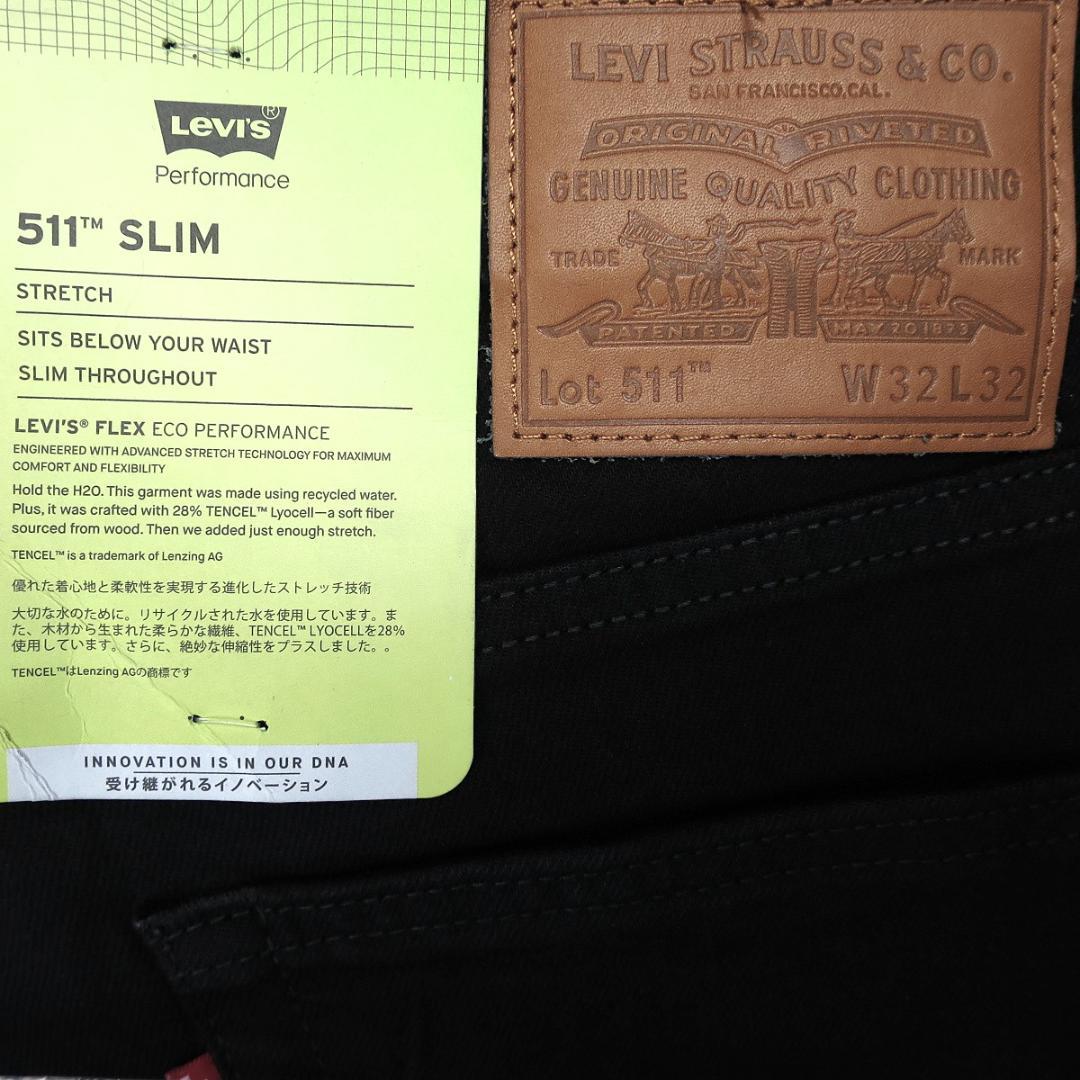 Levi's®
Performance
511™ SLIM
STRETCH
SITS BELOW YOUR WAIST
SLIM THROUGHOUT
LEVI'S® FLEX ECO PERFORMANCE
ENGINEERED WITH ADVANCED STRETCH TECHNOLOGY FOR MAXIMUM
COMFORT AND FLEXIBILITY
Hold the H2O. This garment was made using recycled water.
Plus, it was crafted with 28% TENCEL™ Lyocell—a soft fiber
sourced from wood. Then we added just enough stretch.
TENCEL™ is a trademark of Lenzing AG
優れた着心地と柔軟性を実現する進化したストレッチ技術
大切な水のために。リサイクルされた水を使用しています。ま
た、木材から生まれた柔らかな繊維、TENCEL™ LYOCELLを28%
使用しています。さらに、絶妙な伸縮性をプラスしました。。
TENCEL™はLenzing AGの商標です
INNOVATION IS IN OUR DNA
受け継がれるイノベーション
LEVI STRAUSS & CO.
SAN FRANCISCO, CAL.
ORIGINAL RIVETED
GENUINE QUALITY CLOTHING
TRADE MARK
PATENTED MAY 20 1873
Lot 511™ W 32 L 32